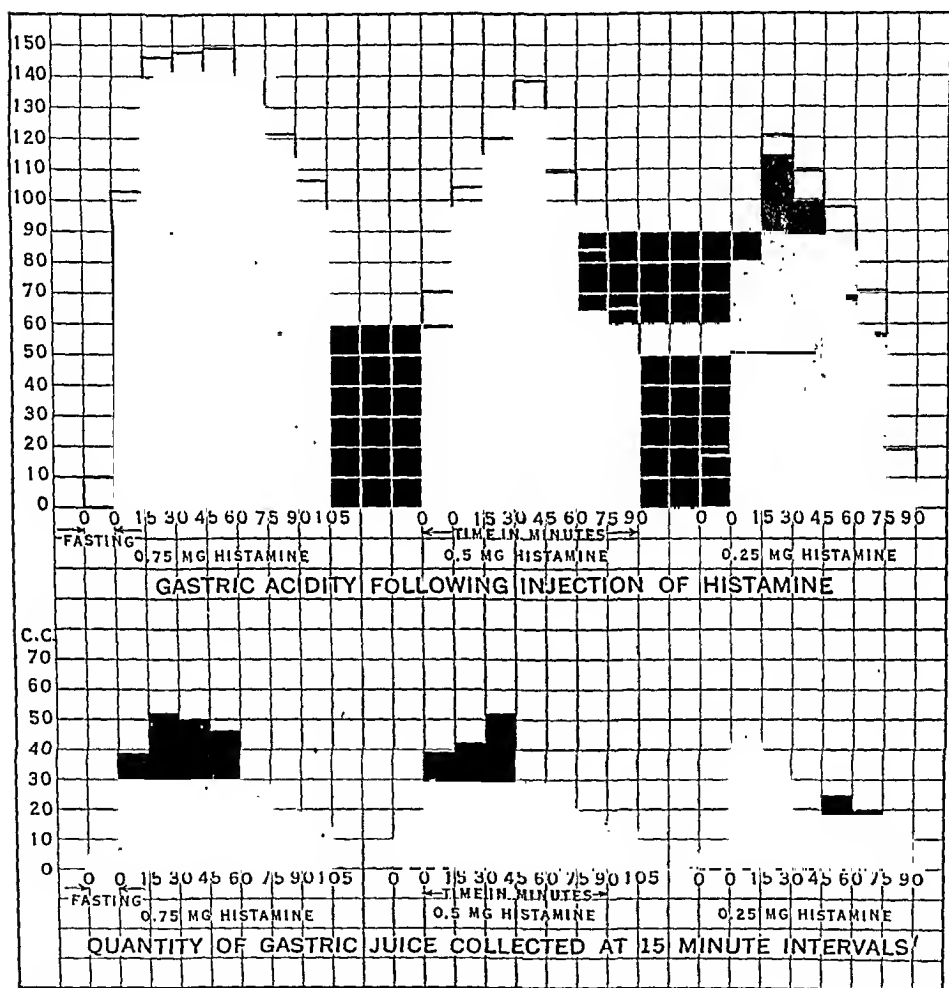 150
140
130
120
110
100
90
80
70
60
50
40
30
20
10
0
0 0 15 30 45 60 75 90 105 0 0 15 30 45 60 75 90 0 0 15 30 45 60 75 90
FASTING TIME IN MINUTES
0.75 MG HISTAMINE 0.5 MG HISTAMINE 0.25 MG HISTAMINE
GASTRIC ACIDITY FOLLOWING INJECTION OF HISTAMINE
C.C.
70
60
50
40
30
20
10
0
0 0 15 30 45 60 75 90 105 0 0 15 30 45 60 75 90 105 0 0 15 30 45 60 75 90
FASTING TIME IN MINUTES
0.75 MG HISTAMINE 0.5 MG HISTAMINE 0.25 MG HISTAMINE
QUANTITY OF GASTRIC JUICE COLLECTED AT 15 MINUTE INTERVALS